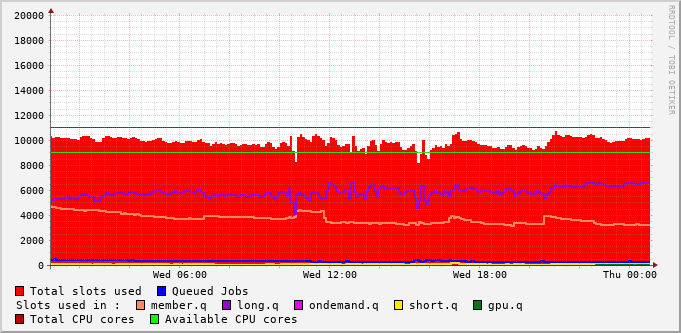 RRDTOOL / TOBI OETIKER
20000
18000
16000
14000
12000
10000
8000
6000
4000
2000
0
Wed 06:00 Wed 12:00 Wed 18:00 Thu 00:00
Total slots used Queued Jobs
Slots used in : member.q long.q ondemand.q short.q gpu.q
Total CPU cores Available CPU cores